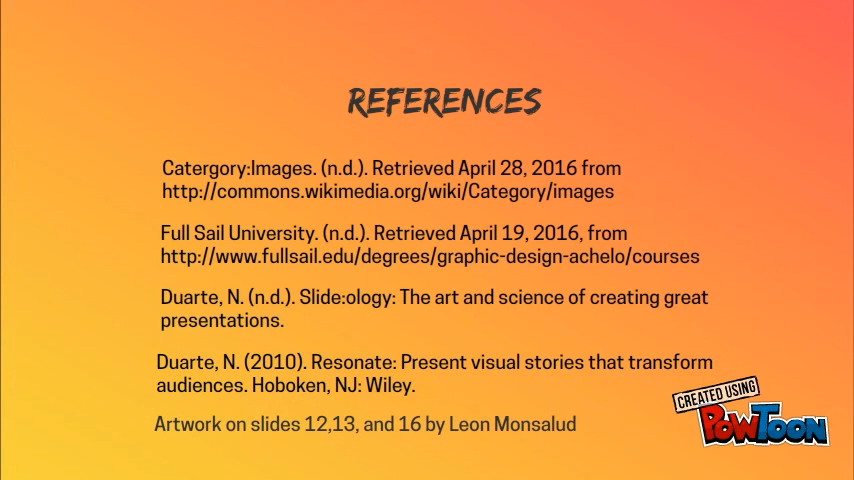 REFERENCES
Catergory:Images. (n.d.). Retrieved April 28, 2016 from
http://commons.wikimedia.org/wiki/Category/images
Full Sail University. (n.d.). Retrieved April 19, 2016, from
http://www.fullsail.edu/degrees/graphic-design-achelo/courses
Duarte, N. (n.d.). Slide:ology: The art and science of creating great
presentations.
Duarte, N. (2010). Resonate: Present visual stories that transform
audiences. Hoboken, NJ: Wiley.
Artwork on slides 12,13, and 16 by Leon Monsalud
CREATED USING
POWTOON